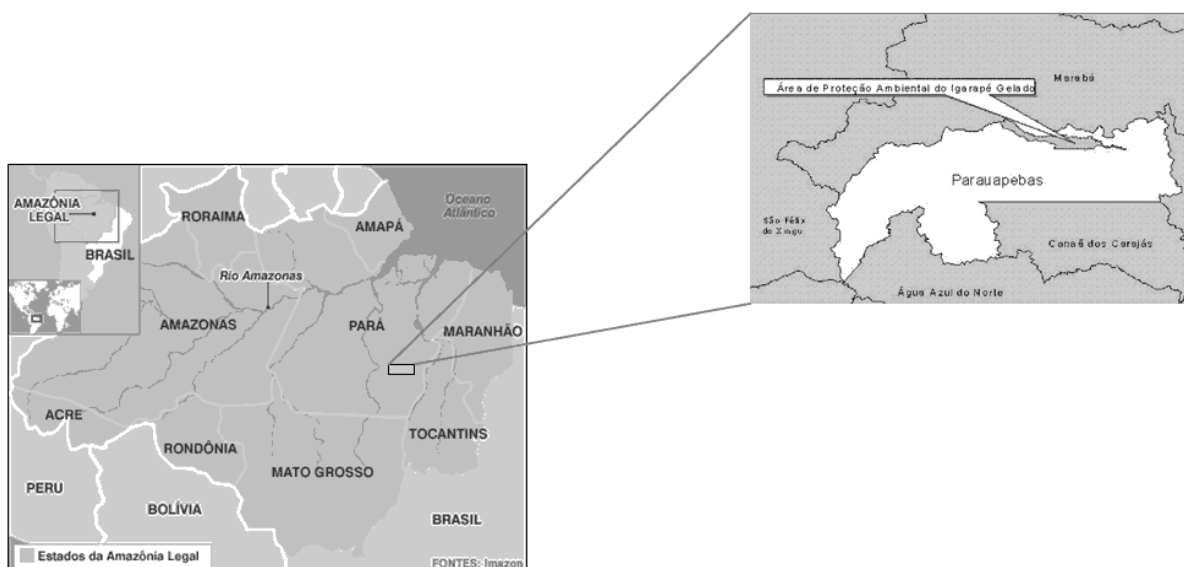 Marabá
Área de Proteção Ambiental do Igarapé Gelado
Parauapebas
São Félix
do Xingu
Canaã dos Carajás
Água Azul do Norte
AMAZÔNIA
LEGAL
BRASIL
RORAIMA
AMAPÁ
Oceano
Atlântico
Rio Amazonas
AMAZONAS
PARÁ
MARANHÃO
ACRE
RONDÔNIA
TOCANTINS
MATO GROSSO
PERU
BOLÍVIA
BRASIL
Estados da Amazônia Legal
FONTES: Imazon